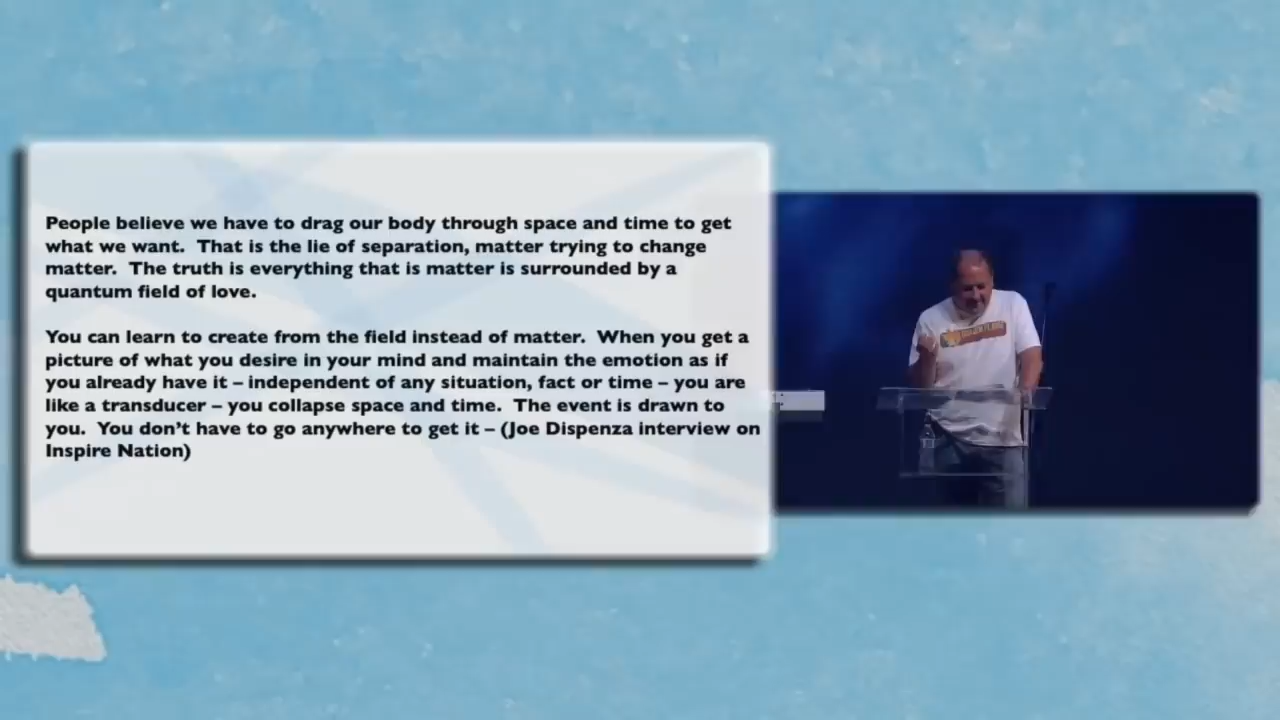 People believe we have to drag our body through space and time to get
what we want.  That is the lie of separation, matter trying to change
matter.  The truth is everything that is matter is surrounded by a
quantum field of love.
You can learn to create from the field instead of matter.  When you get a
picture of what you desire in your mind and maintain the emotion as if
you already have it – independent of any situation, fact or time – you are
like a transducer – you collapse space and time.  The event is drawn to
you.  You don’t have to go anywhere to get it – (Joe Dispenza interview on
Inspire Nation)